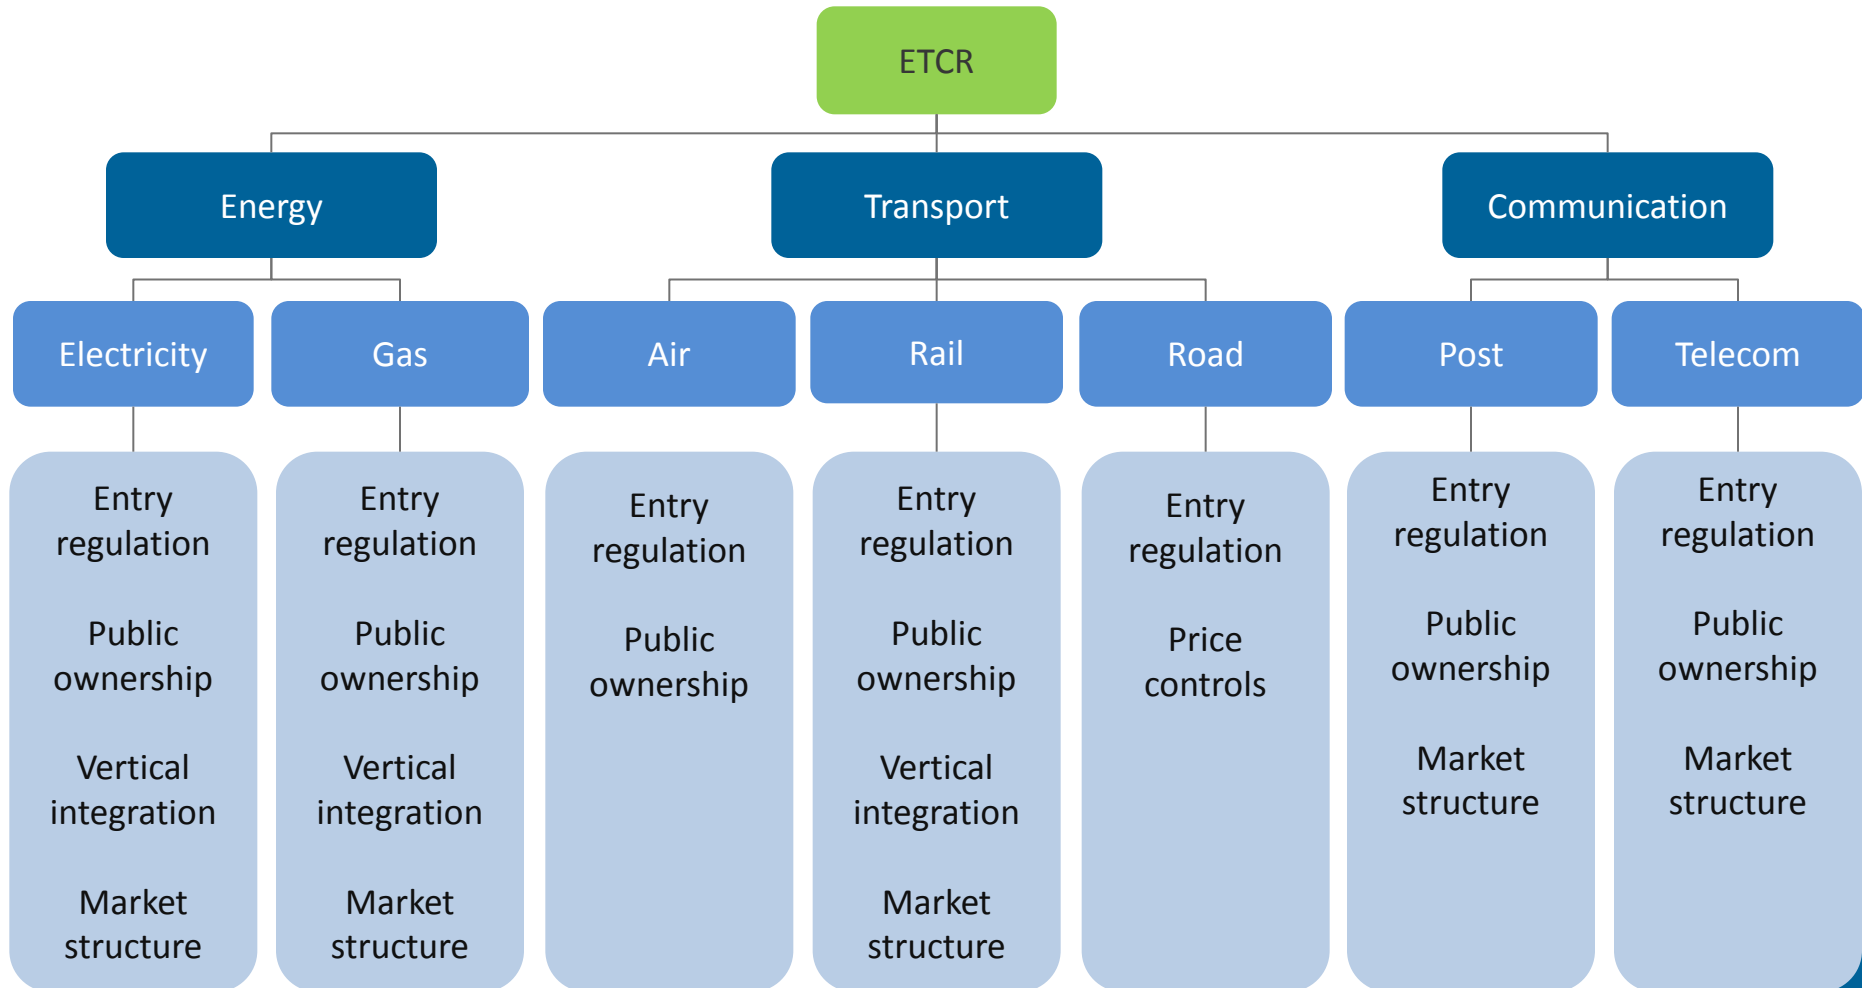 ETCR
Energy
Transport
Communication
Electricity
Gas
Air
Rail
Road
Post
Telecom
Entry
regulation
Public
ownership
Vertical
integration
Market
structure
Entry
regulation
Public
ownership
Vertical
integration
Market
structure
Entry
regulation
Public
ownership
Entry
regulation
Public
ownership
Vertical
integration
Market
structure
Entry
regulation
Price
controls
Entry
regulation
Public
ownership
Market
structure
Entry
regulation
Public
ownership
Market
structure